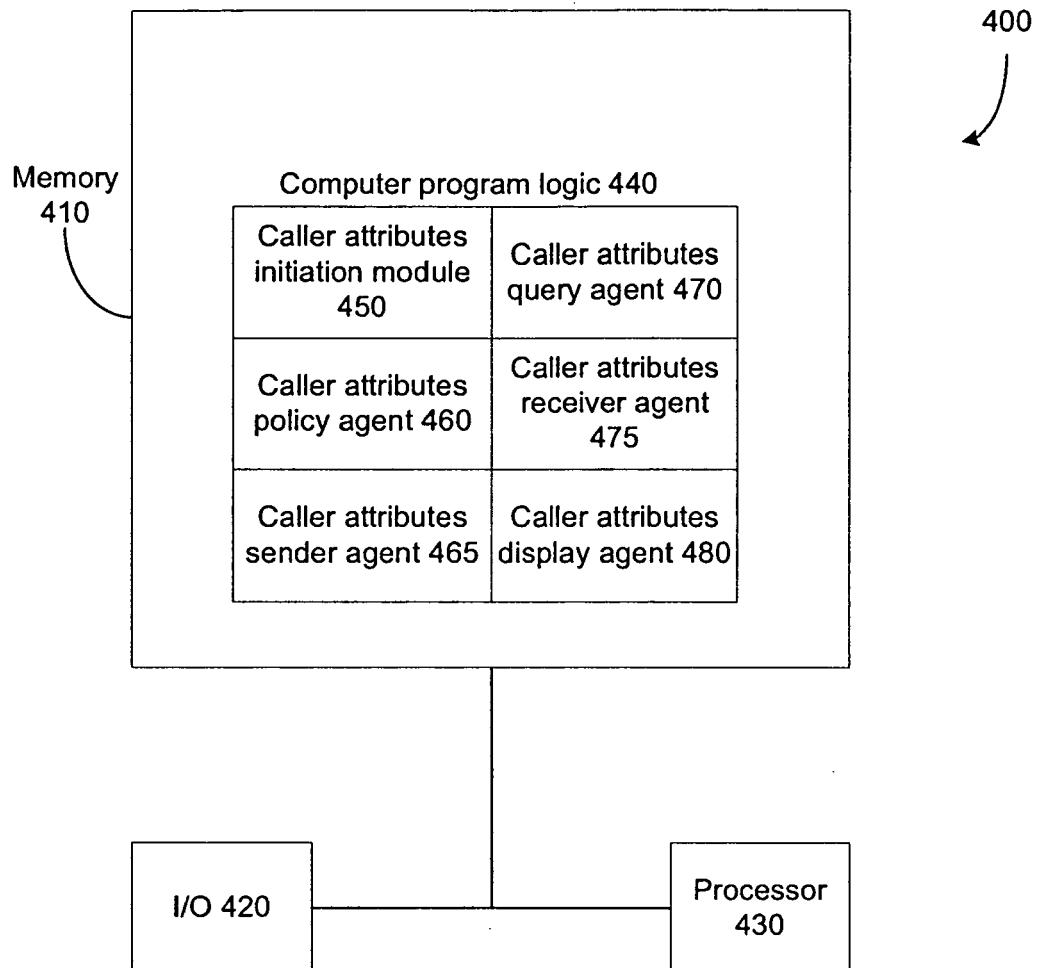 400
Memory
410
Computer program logic 440
Caller attributes
initiation module
450
Caller attributes
query agent 470
Caller attributes
policy agent 460
Caller attributes
receiver agent
475
Caller attributes
sender agent 465
Caller attributes
display agent 480
I/O 420
Processor
430